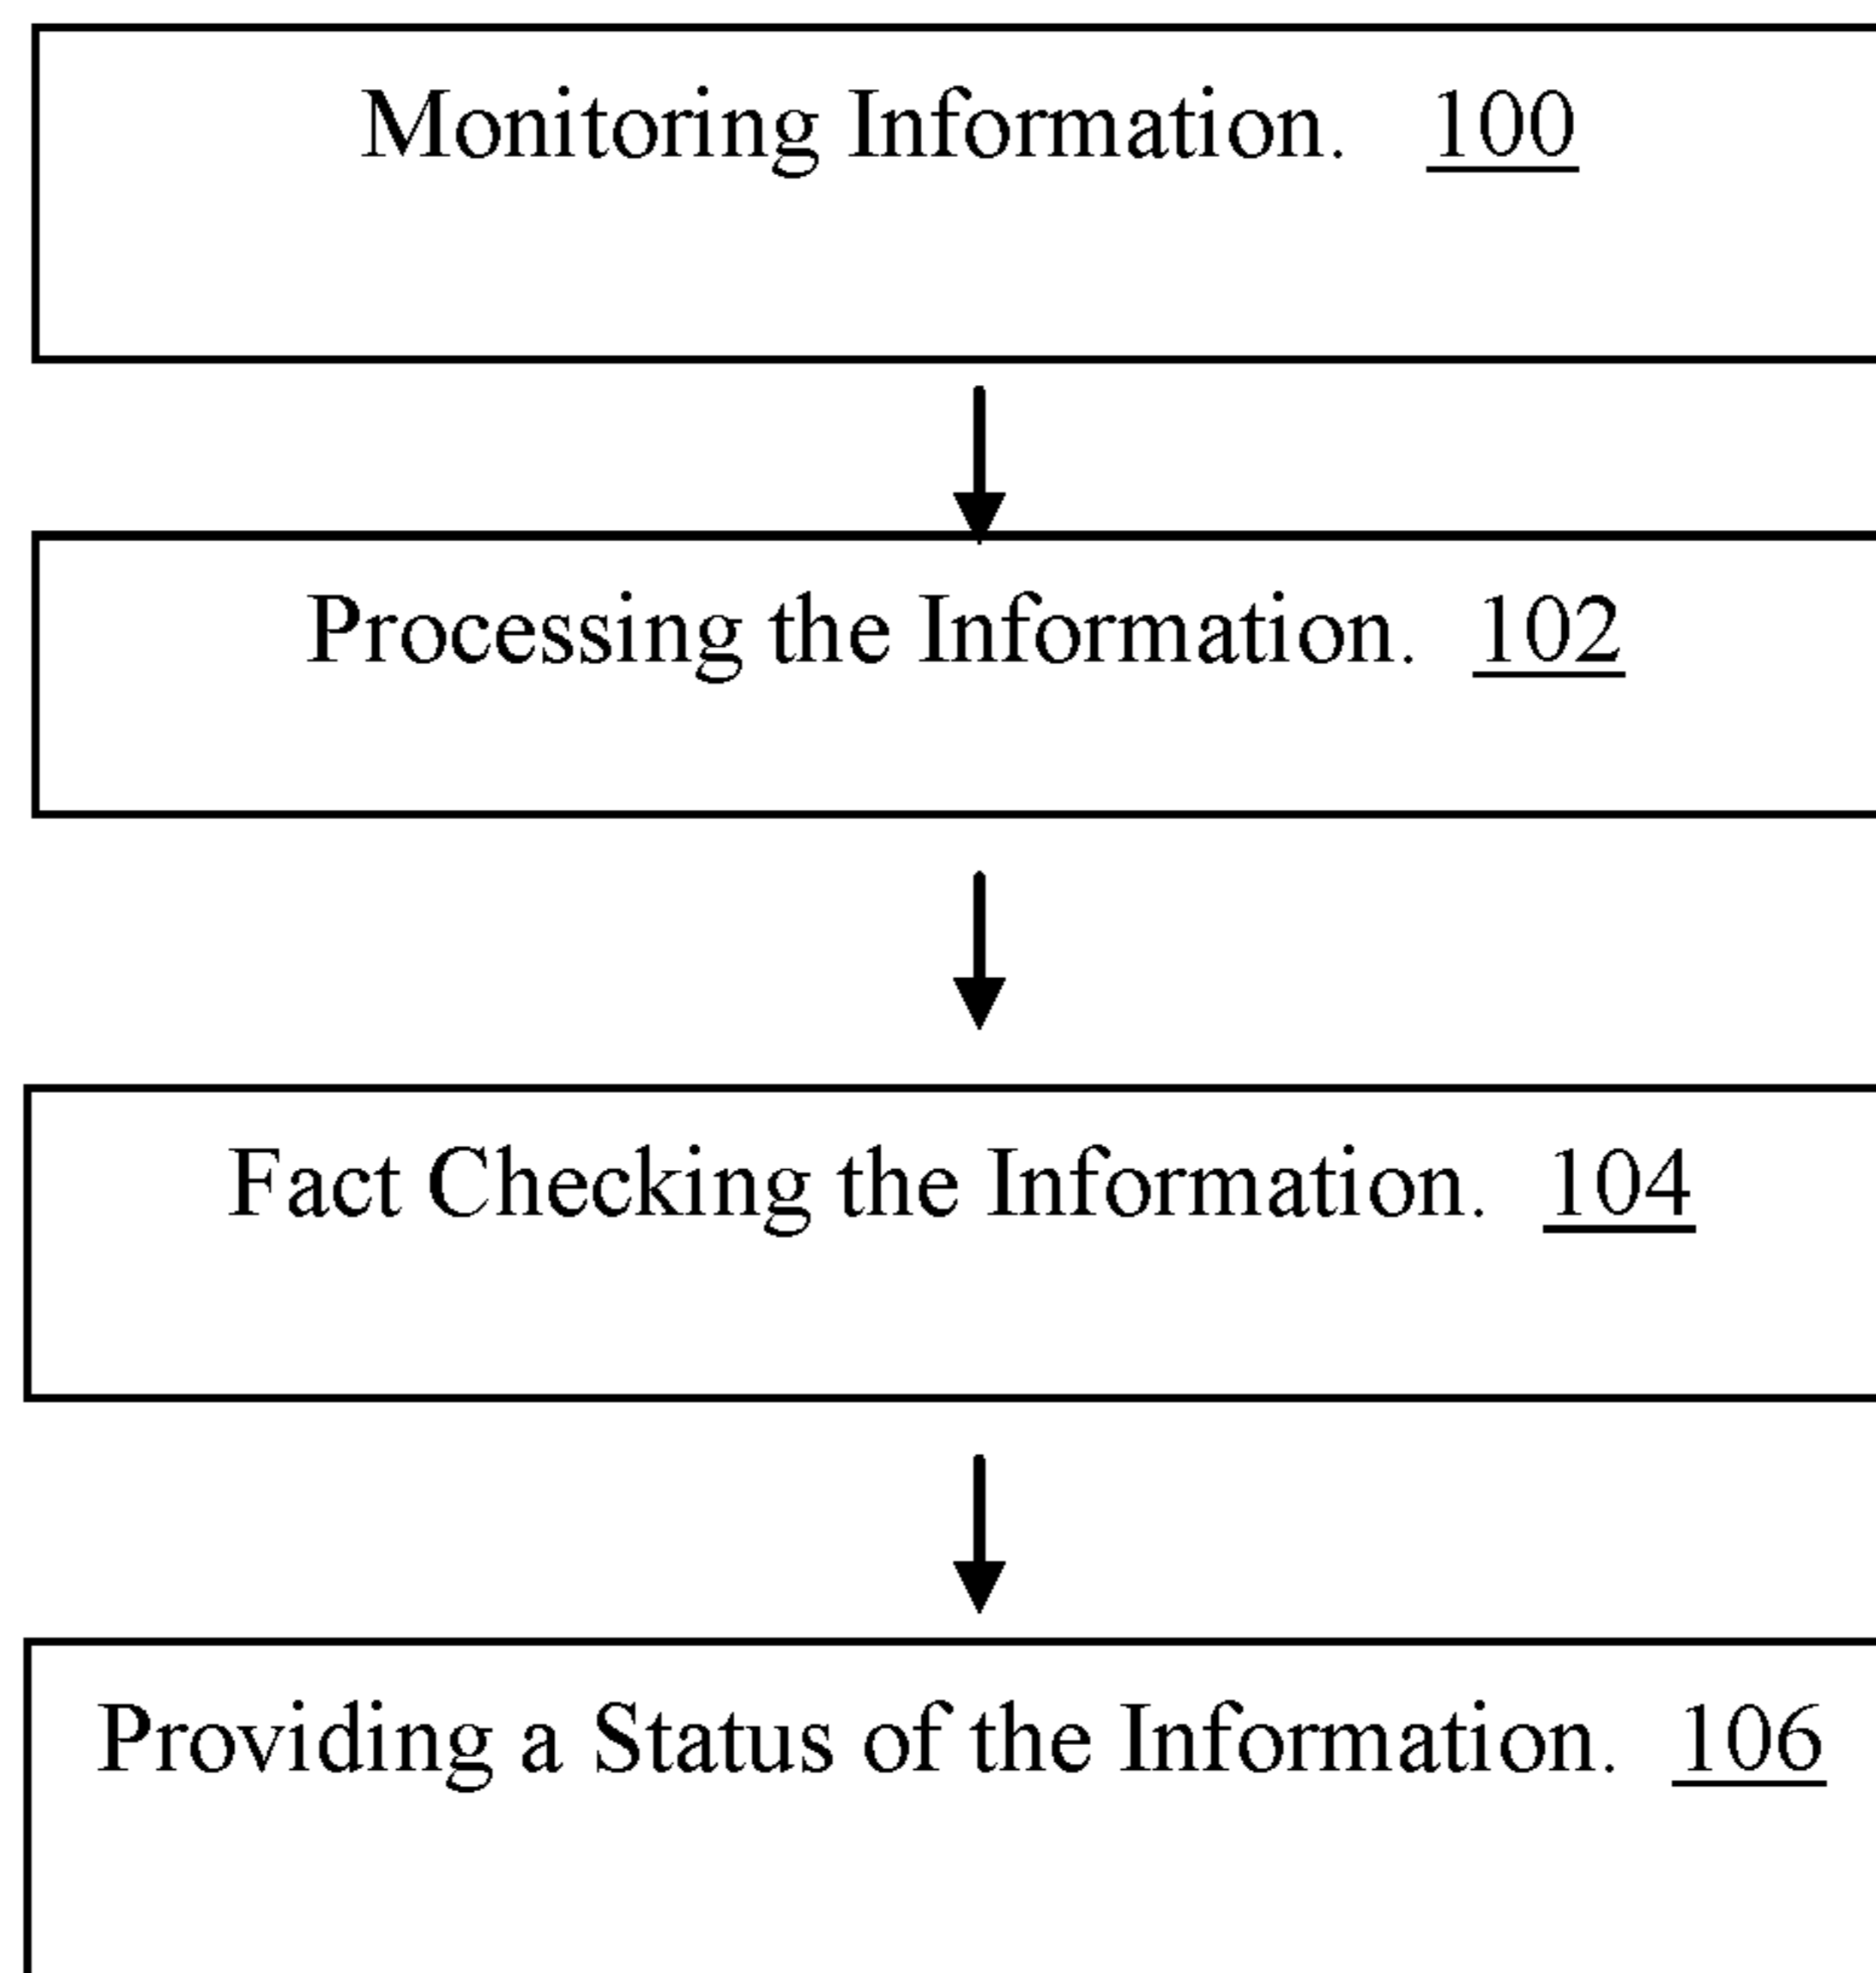 Monitoring Information. 100
Processing the Information. 102
Fact Checking the Information. 104
Providing a Status of the Information. 106